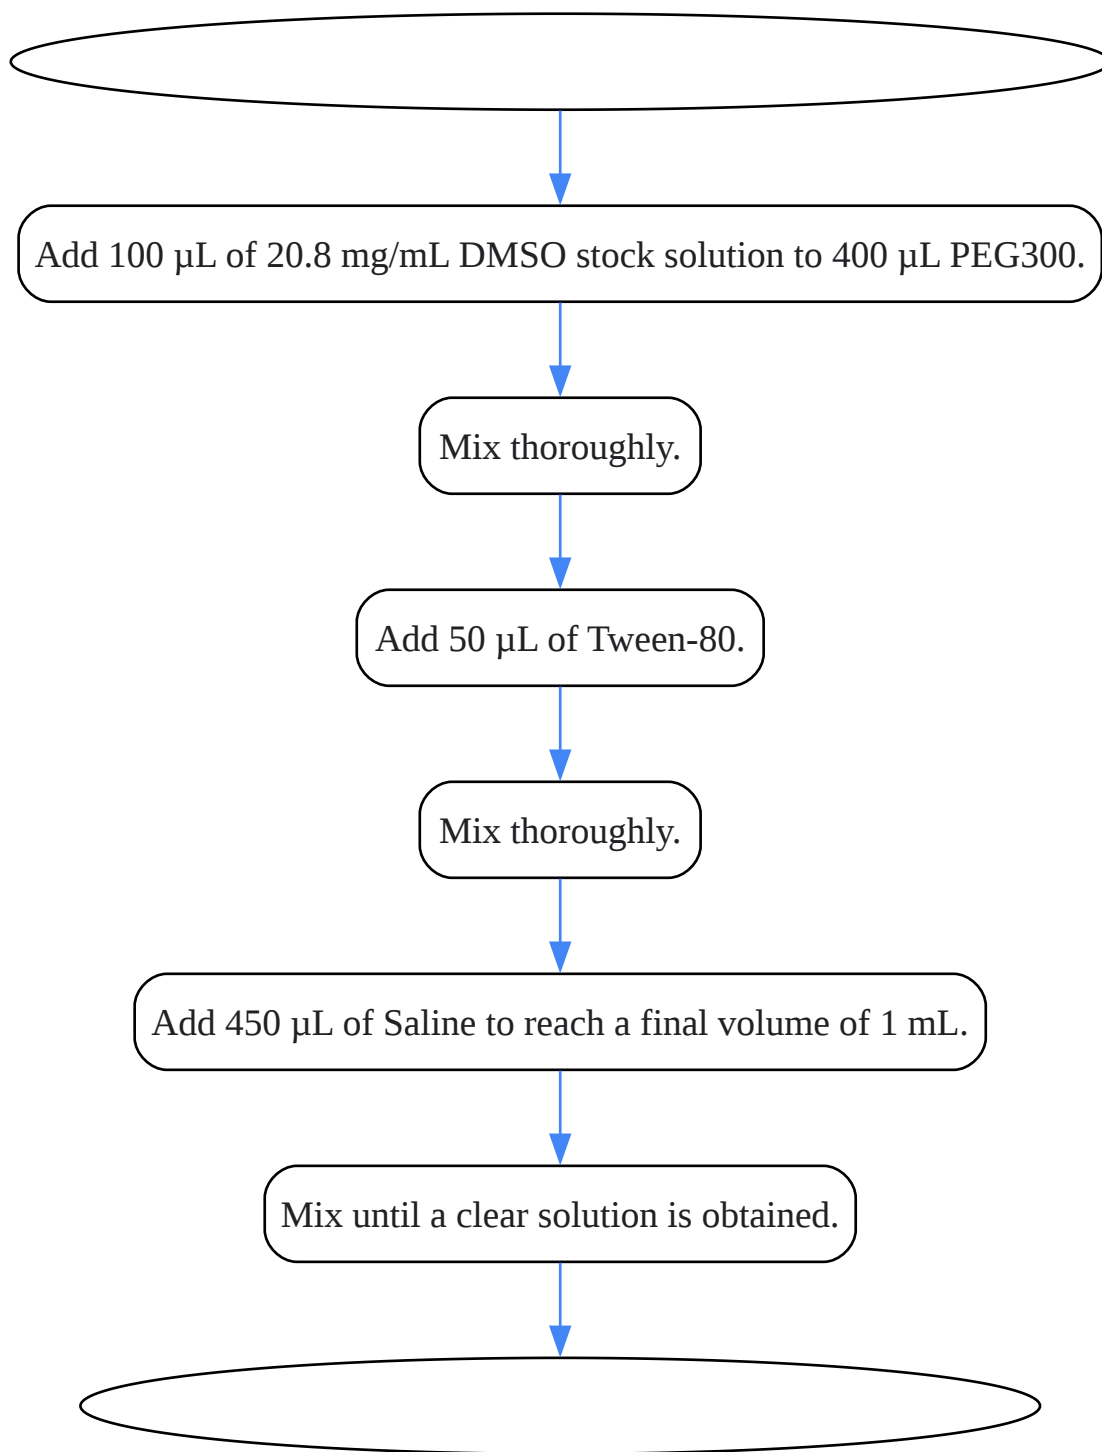 Add 100 µL of 20.8 mg/mL DMSO stock solution to 400 µL PEG300.
Mix thoroughly.
Add 50 µL of Tween-80.
Mix thoroughly.
Add 450 µL of Saline to reach a final volume of 1 mL.
Mix until a clear solution is obtained.